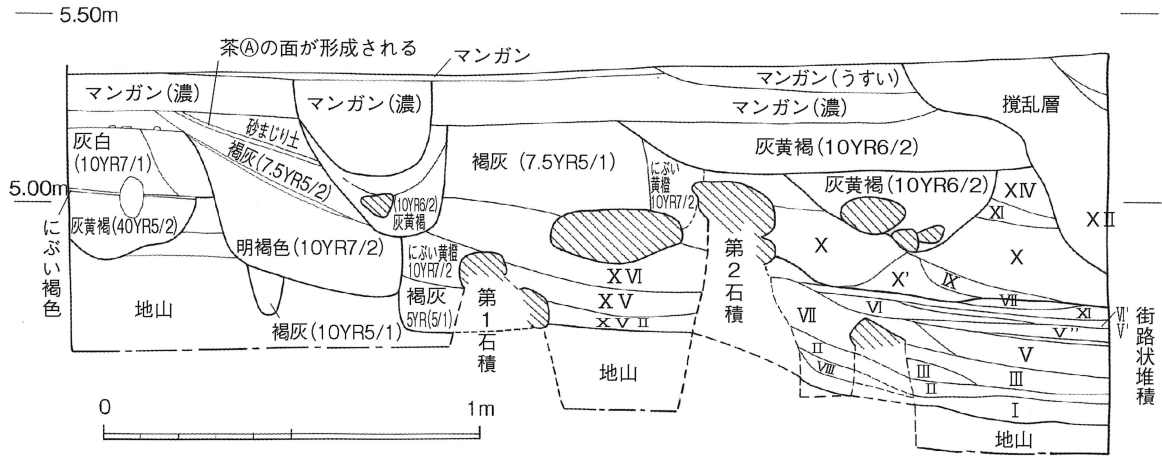 5.50m
茶Ⓐの面が形成される
マンガン
マンガン(濃)
マンガン(濃)
マンガン(うすい)
マンガン(濃)
攪乱層
砂まじり土
褐灰(7.5YR5/2)
灰白
(10YR7/1)
褐灰(7.5YR5/1)
にぶい
黄橙
10YR7/2
灰黄褐(10YR6/2)
灰黄褐(10YR6/2)
5.00m
灰黄褐(40YR5/2)
にぶい褐色
(10YR6/2)
灰黄褐
明褐色(10YR7/2)
にぶい黄橙
10YR7/2
褐灰
5YR(5/1)
褐灰(10YR5/1)
地山
第1石積
ⅩⅥ
ⅩⅤ
ⅩⅤⅡ
地山
第2石積
ⅩⅣ
ⅩⅠ
ⅩⅡ
Ⅹ
Ⅹ
Ⅹ'
Ⅸ
Ⅶ
Ⅵ
ⅩⅠ
Ⅴ''
Ⅶ
Ⅴ
Ⅱ
Ⅷ
Ⅲ
Ⅲ
Ⅱ
Ⅰ
地山
街路状堆積
0
1m